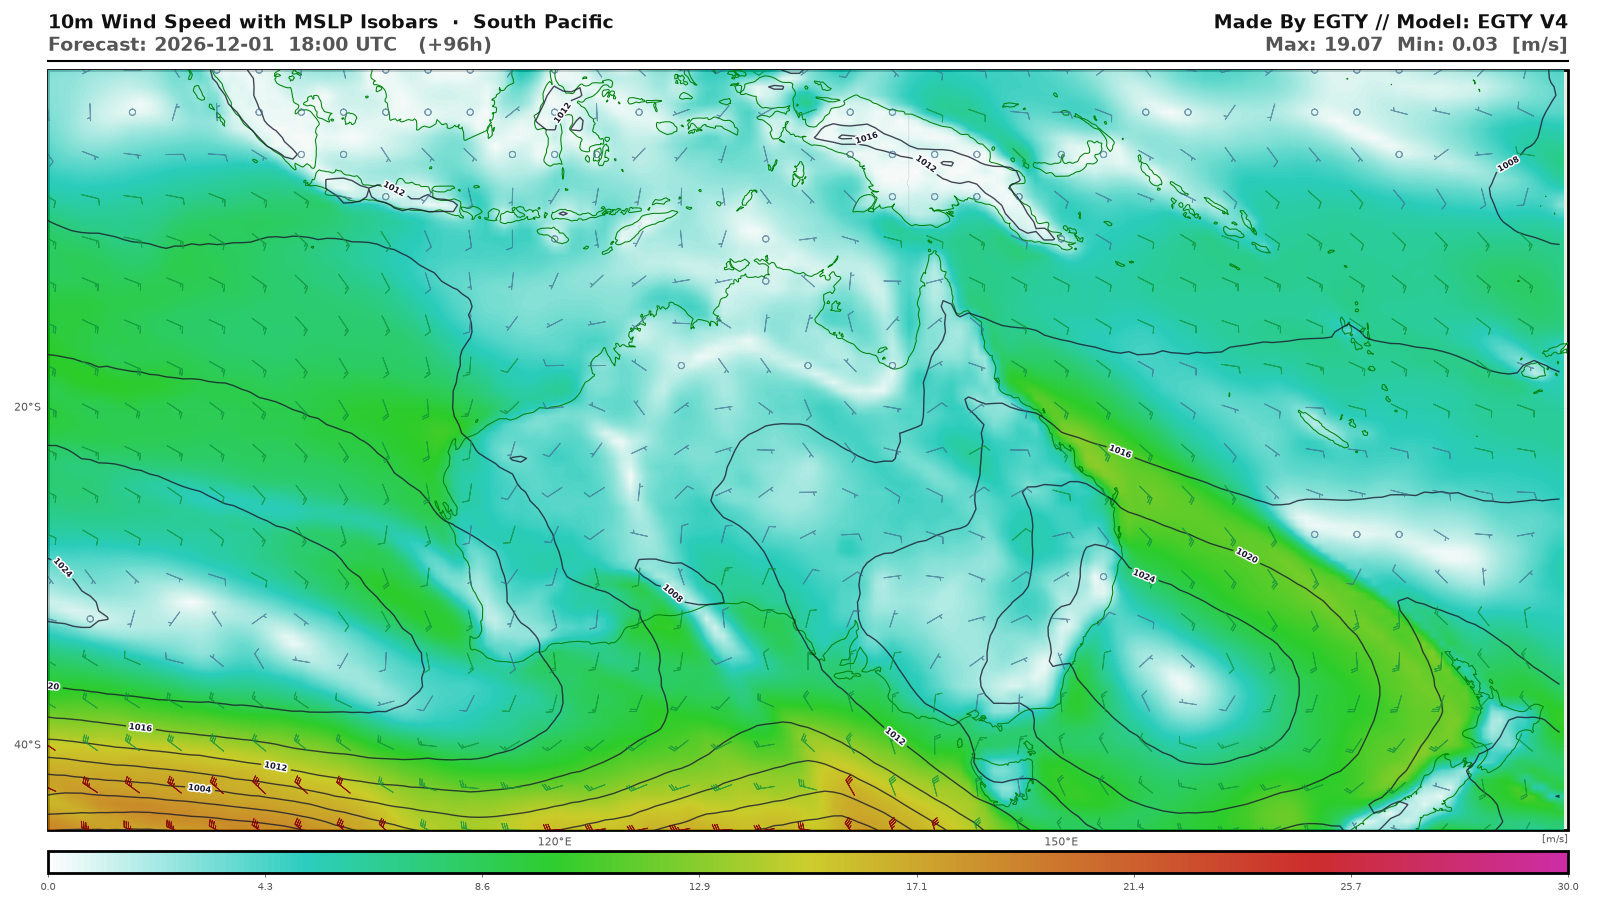 10m Wind Speed with MSLP Isobars · South Pacific
Made By EGTY // Model: EGTY V4
Forecast: 2026-12-01 18:00 UTC (+96h)
Max: 19.07 Min: 0.03 [m/s]
1012
1016
1012
1008
1012
20°S
1016
1020
1024
1024
1008
20
1016
1012
40°S
1012
1004
120°E
150°E
[m/s]
0.0
4.3
8.6
12.9
17.1
21.4
25.7
30.0